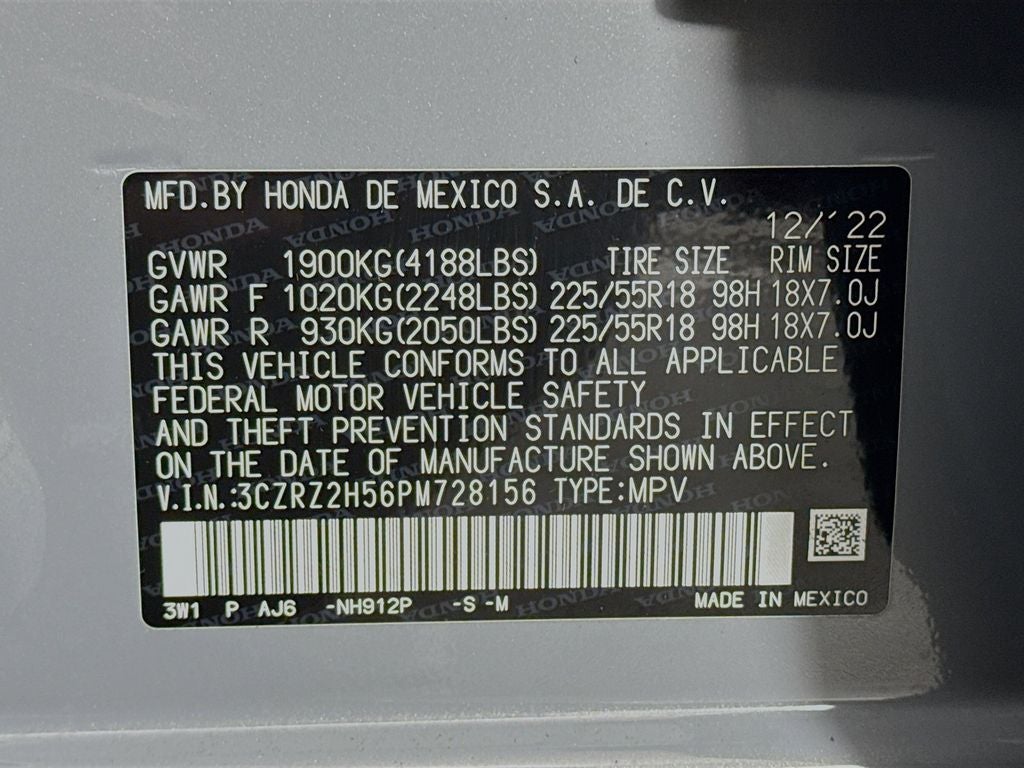 MFD.BY HONDA DE MEXICO S.A. DE C.V.
12/'22
GVWR 1900KG(4188LBS) TIRE SIZE RIM SIZE
GAWR F 1020KG(2248LBS) 225/55R18 98H 18X7.0J
GAWR R 930KG(2050LBS) 225/55R18 98H 18X7.0J
THIS VEHICLE CONFORMS TO ALL APPLICABLE
FEDERAL MOTOR VEHICLE SAFETY
AND THEFT PREVENTION STANDARDS IN EFFECT
ON THE DATE OF MANUFACTURE SHOWN ABOVE.
V.I.N.:3CZRZ2H56PM728156 TYPE:MPV
3W1 P AJ6 -NH912P -S -M MADE IN MEXICO